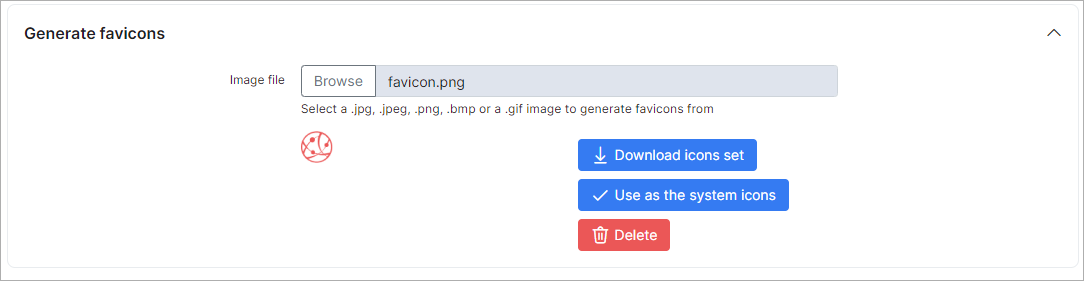 Generate favicons
Image file
Browse
favicon.png
Select a .jpg, .jpeg, .png, .bmp or a .gif image to generate favicons from
Download icons set
Use as the system icons
Delete